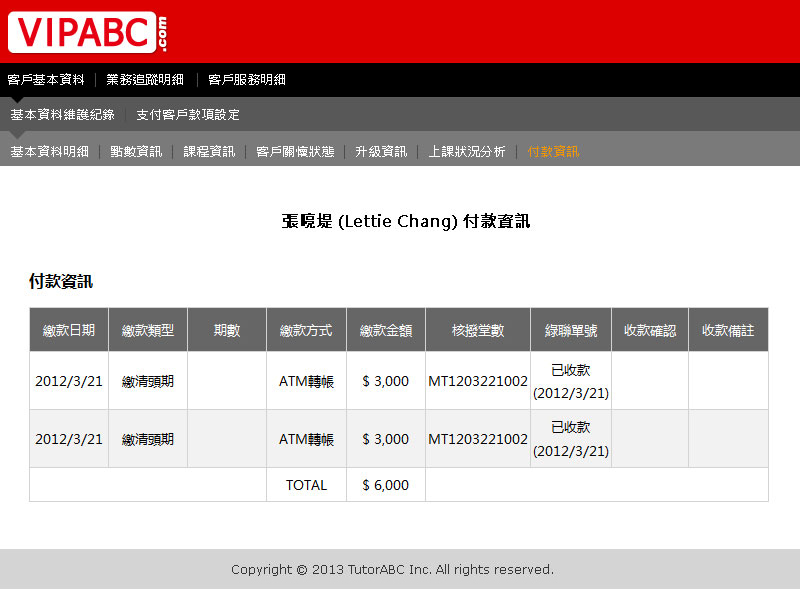 VIPABC.com
客戶基本資料 業務追蹤明細 客戶服務明細
基本資料維護紀錄 支付客戶款項設定
基本資料明細 點數資訊 課程資訊 客戶關懷狀態 升級資訊 上課狀況分析 付款資訊
張嘵堤 (Lettie Chang) 付款資訊
付款資訊
繳款日期 繳款類型 期數 繳款方式 繳款金額 核撥堂數 綠聯單號 收款確認 收款備註
2012/3/21 繳清頭期 ATM轉帳 $ 3,000 MT1203221002 已收款
(2012/3/21)
2012/3/21 繳清頭期 ATM轉帳 $ 3,000 MT1203221002 已收款
(2012/3/21)
TOTAL $ 6,000
Copyright © 2013 TutorABC Inc. All rights reserved.